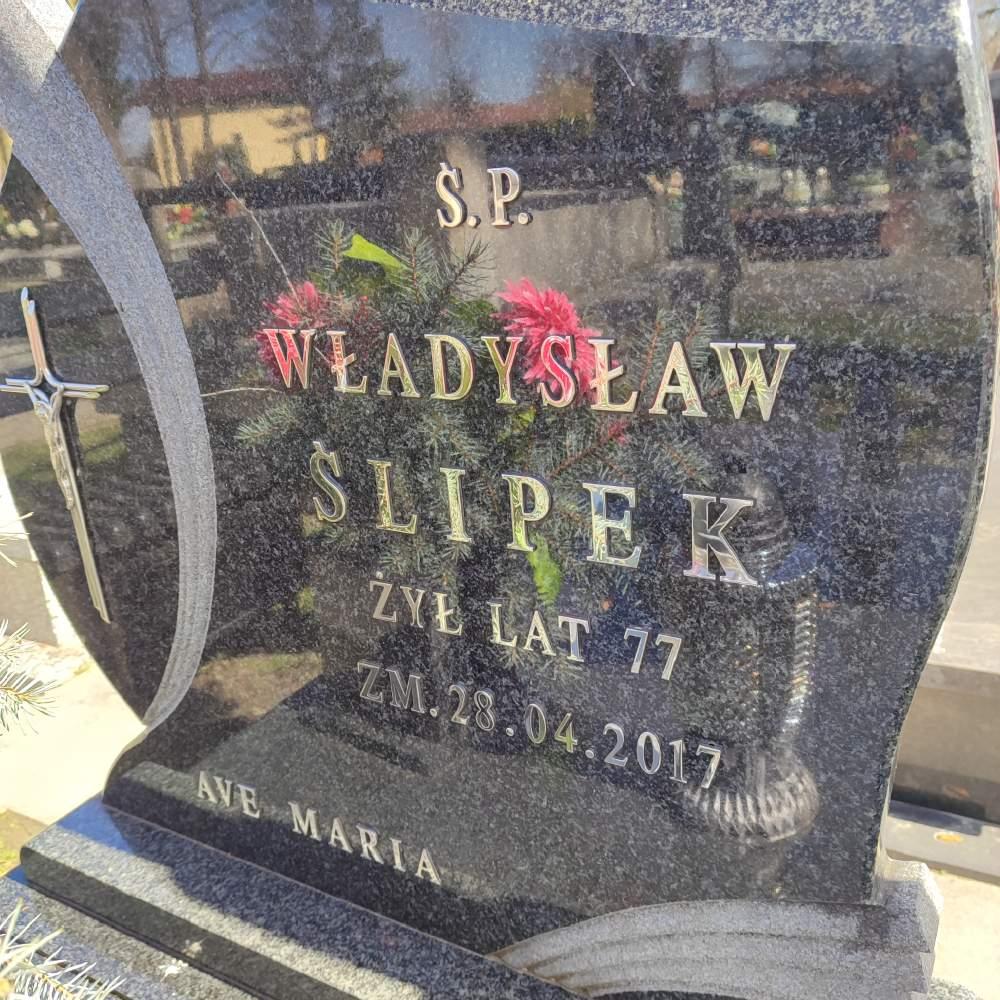 Ś.P.
WŁADYSŁAW
ŚLIPEK
ŻYŁ LAT 77
ZM. 28.04.2017
AVE MARIA